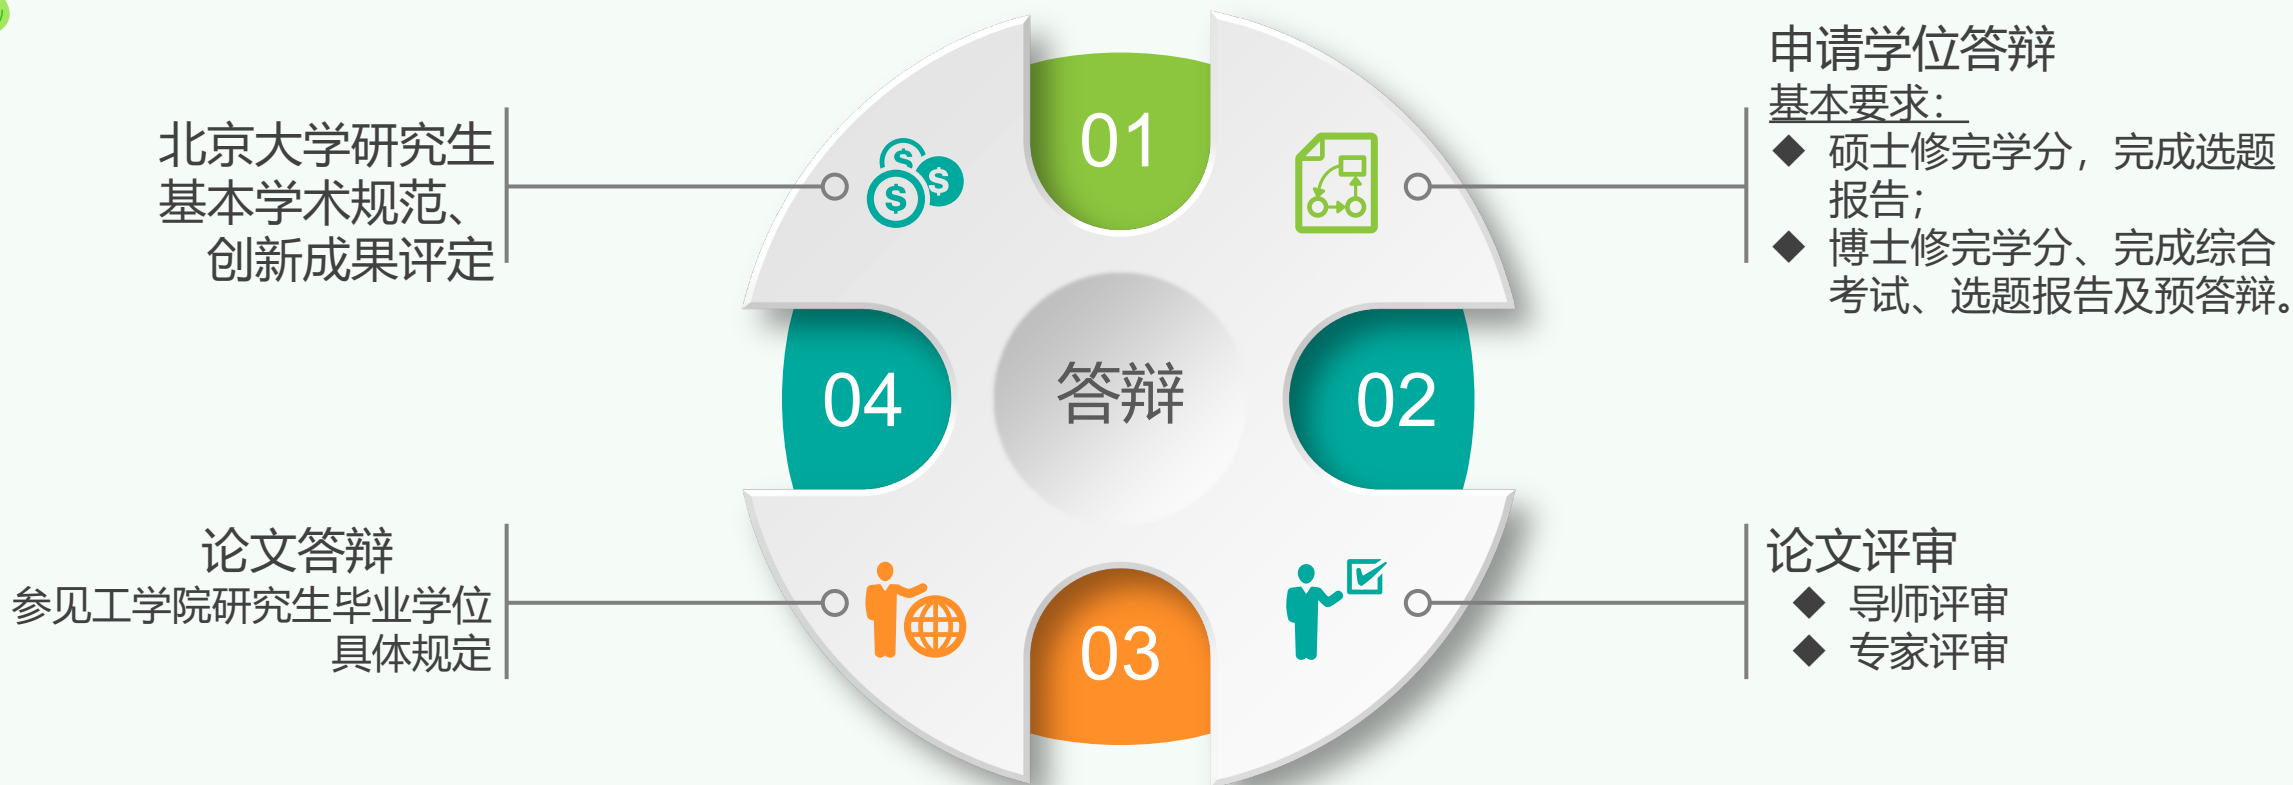 北京大学研究生
基本学术规范、
创新成果评定
01
申请学位答辩
基本要求：
◆ 硕士修完学分，完成选题
报告；
◆ 博士修完学分、完成综合
考试、选题报告及预答辩。
04
答辩
02
论文答辩
参见工学院研究生毕业学位
具体规定
03
论文评审
◆ 导师评审
◆ 专家评审